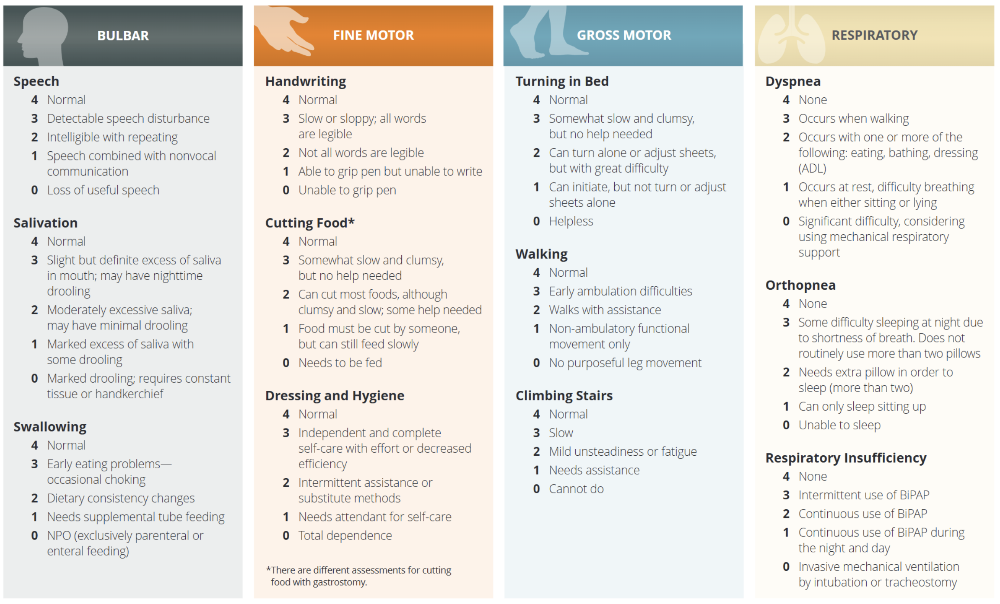 BULBAR
Speech
4 Normal
3 Detectable speech disturbance
2 Intelligible with repeating
1 Speech combined with nonvocal
communication
0 Loss of useful speech
Salivation
4 Normal
3 Slight but definite excess of saliva
in mouth; may have nighttime
drooling
2 Moderately excessive saliva;
may have minimal drooling
1 Marked excess of saliva with
some drooling
0 Marked drooling; requires constant
tissue or handkerchief
Swallowing
4 Normal
3 Early eating problems—
occasional choking
2 Dietary consistency changes
1 Needs supplemental tube feeding
0 NPO (exclusively parenteral or
enteral feeding)
FINE MOTOR
Handwriting
4 Normal
3 Slow or sloppy; all words
are legible
2 Not all words are legible
1 Able to grip pen but unable to write
0 Unable to grip pen
Cutting Food*
4 Normal
3 Somewhat slow and clumsy,
but no help needed
2 Can cut most foods, although
clumsy and slow; some help needed
1 Food must be cut by someone,
but can still feed slowly
0 Needs to be fed
Dressing and Hygiene
4 Normal
3 Independent and complete
self-care with effort or decreased
efficiency
2 Intermittent assistance or
substitute methods
1 Needs attendant for self-care
0 Total dependence
*There are different assessments for cutting
food with gastrostomy.
GROSS MOTOR
Turning in Bed
4 Normal
3 Somewhat slow and clumsy,
but no help needed
2 Can turn alone or adjust sheets,
but with great difficulty
1 Can initiate, but not turn or adjust
sheets alone
0 Helpless
Walking
4 Normal
3 Early ambulation difficulties
2 Walks with assistance
1 Non-ambulatory functional
movement only
0 No purposeful leg movement
Climbing Stairs
4 Normal
3 Slow
2 Mild unsteadiness or fatigue
1 Needs assistance
0 Cannot do
RESPIRATORY
Dyspnea
4 None
3 Occurs when walking
2 Occurs with one or more of the
following: eating, bathing, dressing
(ADL)
1 Occurs at rest, difficulty breathing
when either sitting or lying
0 Significant difficulty, considering
using mechanical respiratory
support
Orthopnea
4 None
3 Some difficulty sleeping at night due
to shortness of breath. Does not
routinely use more than two pillows
2 Needs extra pillow in order to
sleep (more than two)
1 Can only sleep sitting up
0 Unable to sleep
Respiratory Insufficiency
4 None
3 Intermittent use of BiPAP
2 Continuous use of BiPAP
1 Continuous use of BiPAP during
the night and day
0 Invasive mechanical ventilation
by intubation or tracheostomy